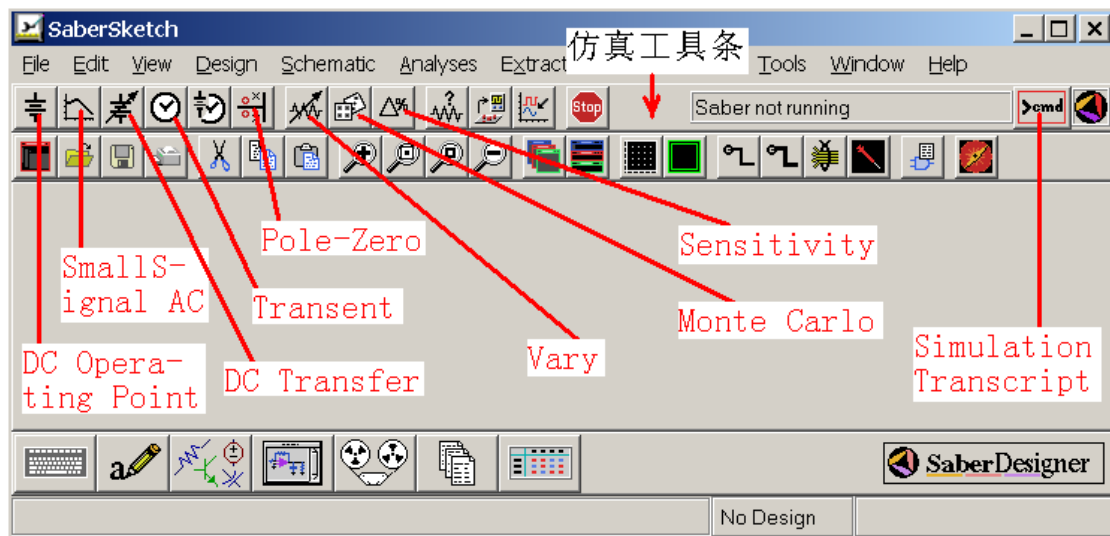 SaberSketch
仿真工具条
File Edit View Design Schematic Analyses Extract Tools Window Help
Stop
Saber not running
>cmd
Pole-Zero
Sensitivity
SmallS-
ignal AC
Transent
Monte Carlo
Vary
Simulation
Transcript
DC Opera-
ting Point
DC Transfer
a
SaberDesigner
No Design